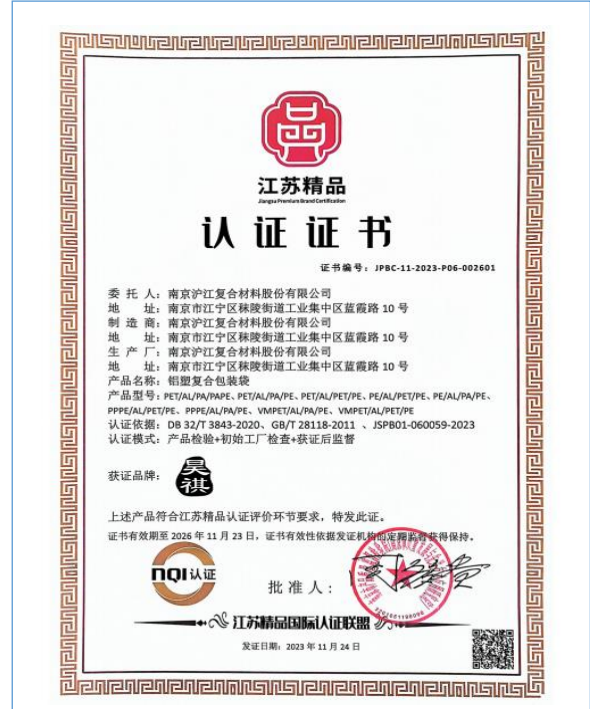 江苏精品
Jiangsu Premium Brand Certification
认证证书
证书编号：JPBC-11-2023-P06-002601
委托人：南京沪江复合材料股份有限公司
地址：南京市江宁区秣陵街道工业集中区蓝霞路 10 号
制造商：南京沪江复合材料股份有限公司
地址：南京市江宁区秣陵街道工业集中区蓝霞路 10 号
生产厂：南京沪江复合材料股份有限公司
地址：南京市江宁区秣陵街道工业集中区蓝霞路 10 号
产品名称：铝塑复合包装袋
产品型号：PET/AL/PA/PAPE、PET/AL/PA/PE、PET/AL/PET/PE、PE/AL/PET/PE、PE/AL/PA/PE、
PPPE/AL/PET/PE、PPPE/AL/PA/PE、VMPET/AL/PA/PE、VMPET/AL/PET/PE
认证依据：DB 32/T 3843-2020、GB/T 28118-2011 、JSPB01-060059-2023
认证模式：产品检验+初始工厂检查+获证后监督
获证品牌：
昊祺
上述产品符合江苏精品认证评价环节要求，特发此证。
证书有效期至 2026 年 11 月 23 日，证书有效性依据发证机构的定期监督获得保持。
NQI认证
批准人：
江苏精品国际认证联盟
发证日期：2023 年 11 月 24 日